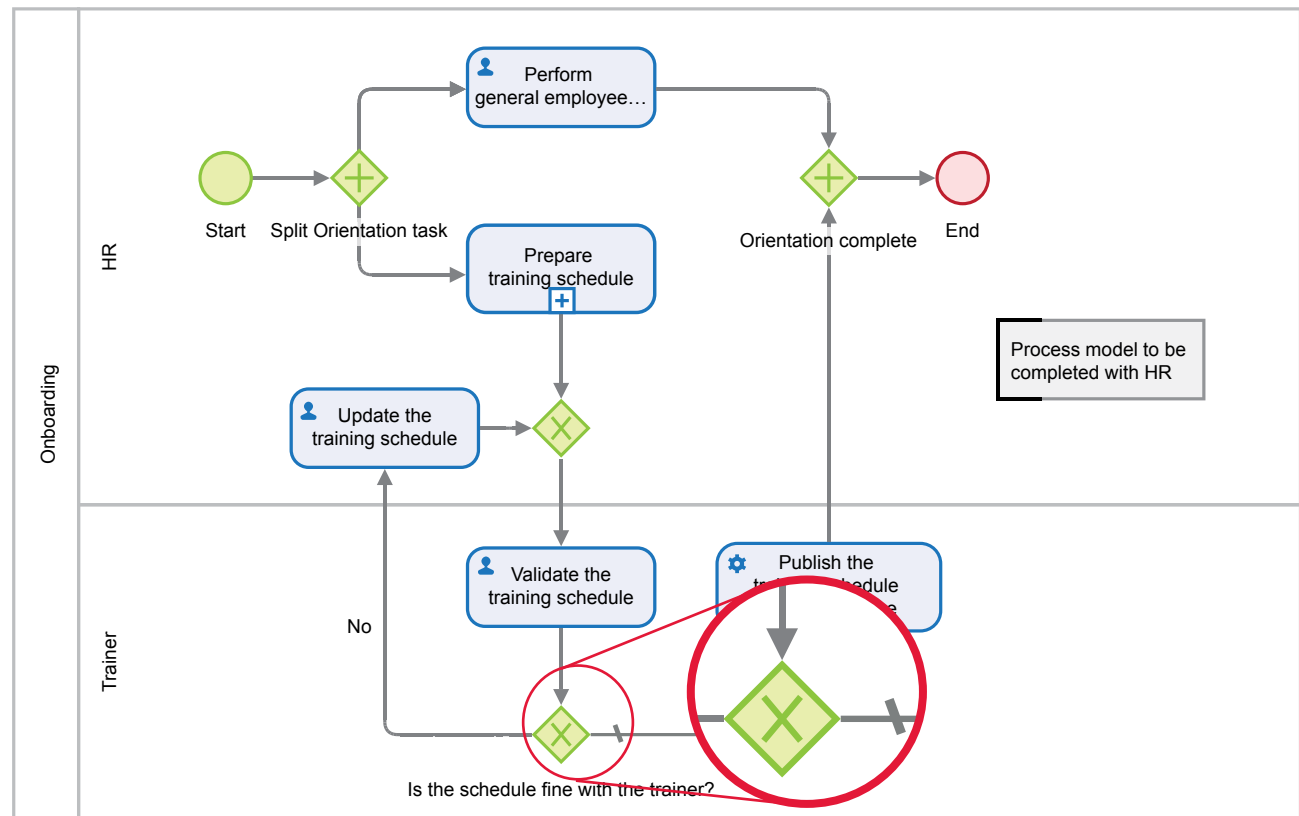 Perform
general employee…
Start
Split Orientation task
Orientation complete
End
HR
Prepare
training schedule
Process model to be
completed with HR
Onboarding
Update the
training schedule
Validate the
training schedule
Publish the
No
Trainer
Is the schedule fine with the trainer?